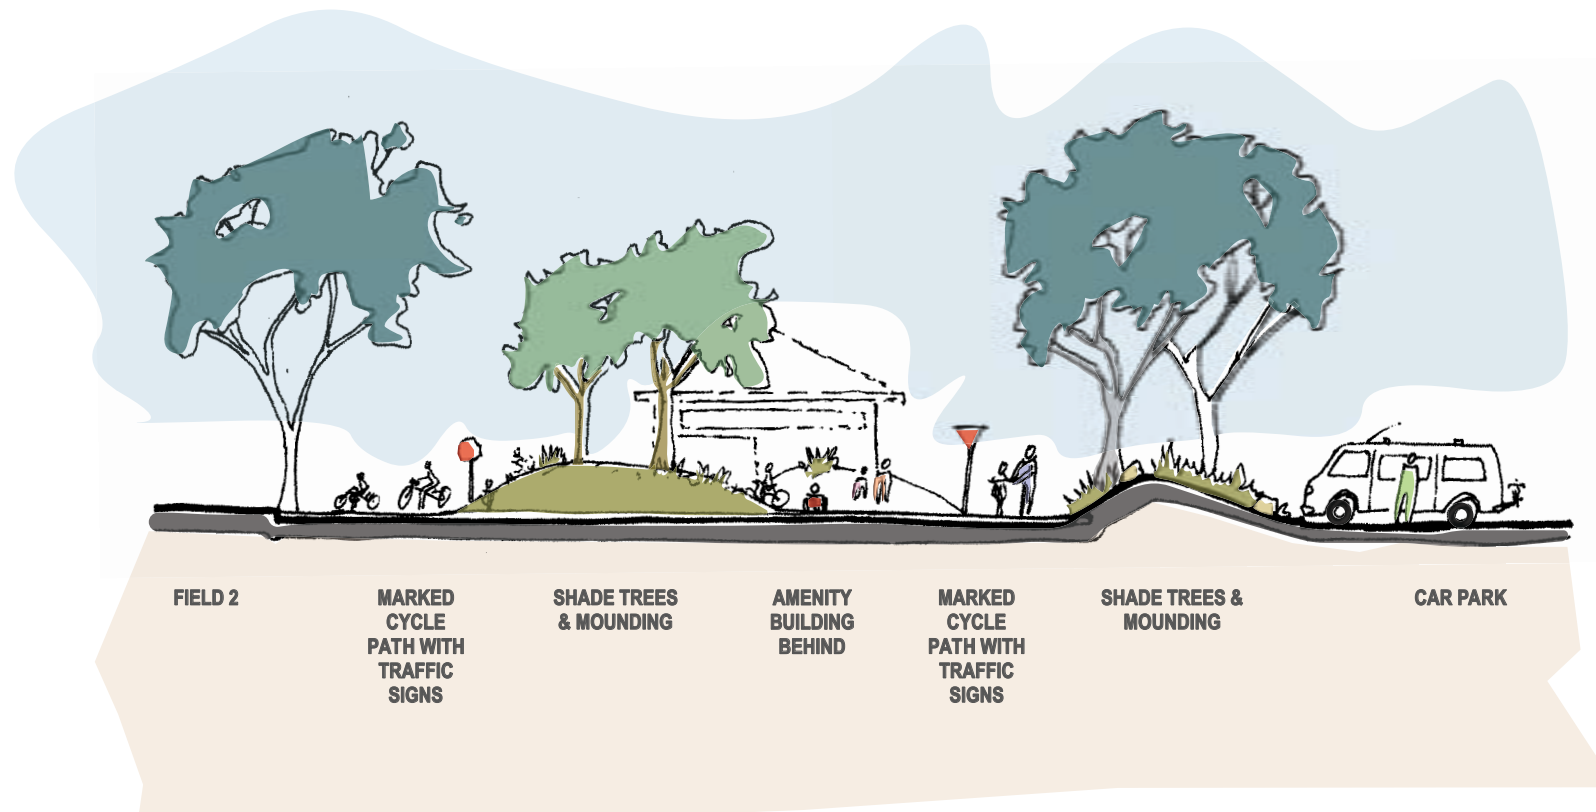 FIELD 2
MARKED
CYCLE
PATH WITH
TRAFFIC
SIGNS
SHADE TREES
& MOUNDING
AMENITY
BUILDING
BEHIND
MARKED
CYCLE
PATH WITH
TRAFFIC
SIGNS
SHADE TREES &
MOUNDING
CAR PARK